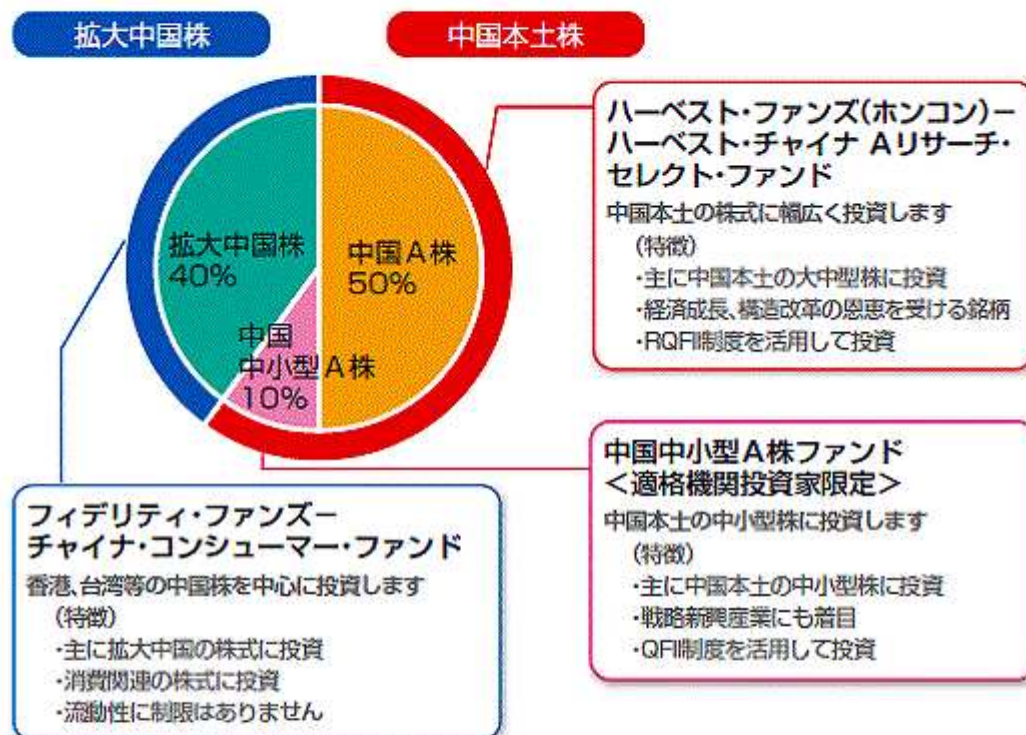 拡大中国株
中国本土株
拡大中国株
40%
中国A株
50%
中国
中小型A株
10%
ハーベスト・ファンズ(ホンコン)−
ハーベスト・チャイナ Aリサーチ・
セレクト・ファンド
中国本土の株式に幅広く投資します
(特徴)
・主に中国本土の大中型株に投資
・経済成長、構造改革の恩恵を受ける銘柄
・RQFII制度を活用して投資
中国中小型A株ファンド
＜適格機関投資家限定＞
中国本土の中小型株に投資します
(特徴)
・主に中国本土の中小型株に投資
・戦略新興産業にも着目
・QFII制度を活用して投資
フィデリティ・ファンズ−
チャイナ・コンシューマー・ファンド
香港、台湾等の中国株を中心に投資します
(特徴)
・主に拡大中国の株式に投資
・消費関連の株式に投資
・流動性に制限はありません